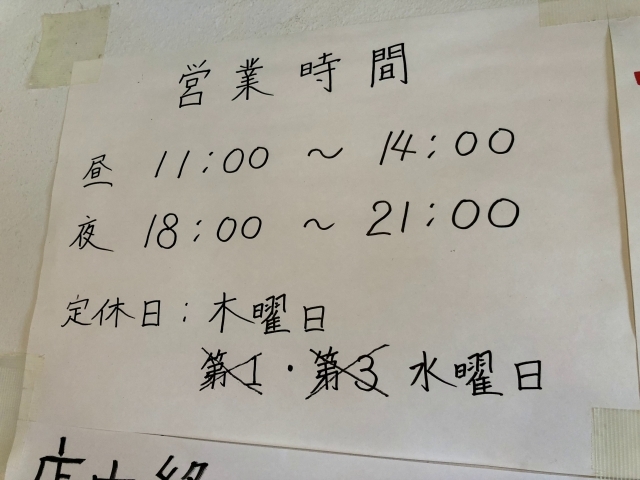 営業時間
昼 11:00 ~ 14:00
夜 18:00 ~ 21:00
定休日:木曜日
第1・第3 水曜日